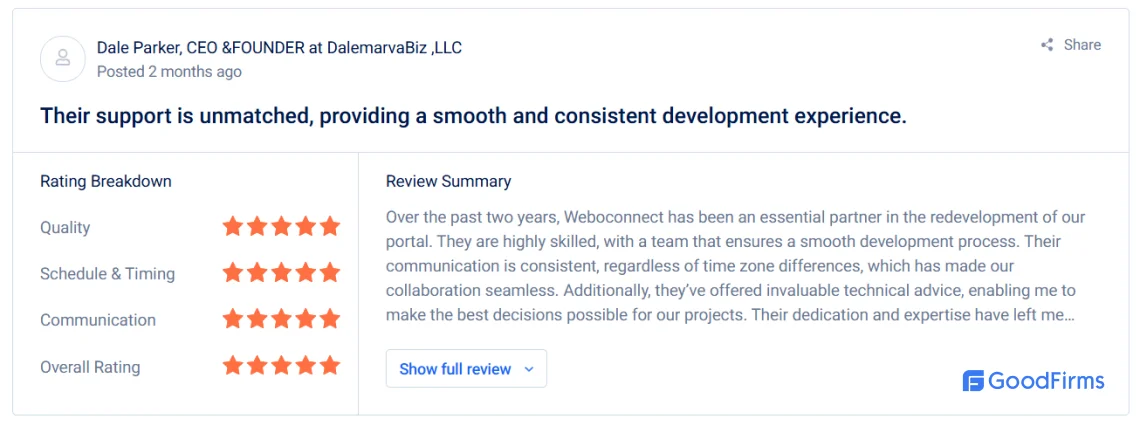 Dale Parker, CEO &FOUNDER at DalemarvaBiz ,LLC
Share
Posted 2 months ago
Their support is unmatched, providing a smooth and consistent development experience.
Rating Breakdown
Quality
Schedule & Timing
Communication
Overall Rating
Review Summary
Over the past two years, Weboconnect has been an essential partner in the redevelopment of our
portal. They are highly skilled, with a team that ensures a smooth development process. Their
communication is consistent, regardless of time zone differences, which has made our
collaboration seamless. Additionally, they’ve offered invaluable technical advice, enabling me to
make the best decisions possible for our projects. Their dedication and expertise have left me…
Show full review
GoodFirms